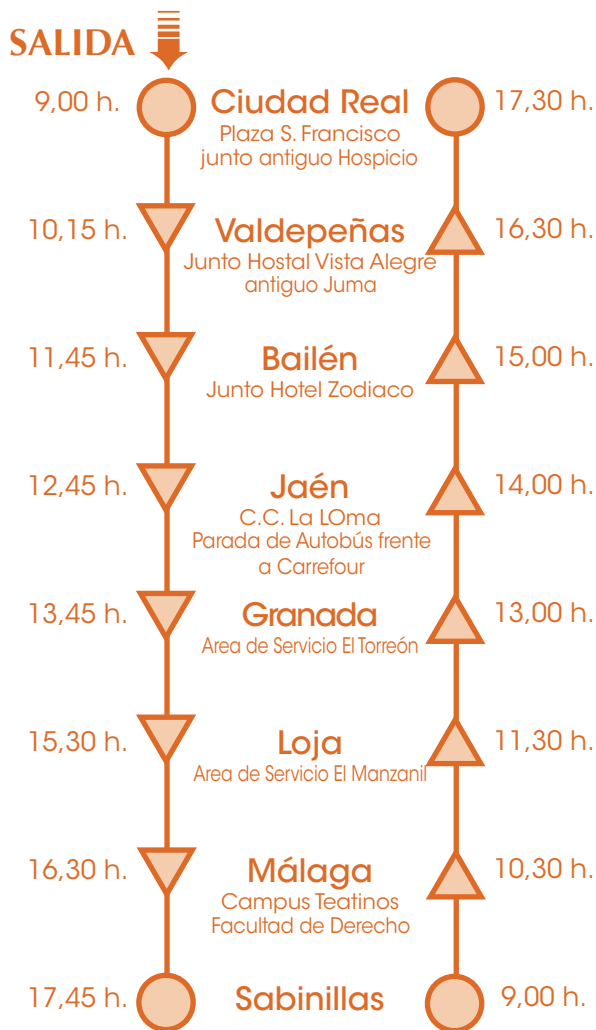 SALIDA
9,00 h.
Ciudad Real
17,30 h.
Plaza S. Francisco
junto antiguo Hospicio
10,15 h.
Valdepeñas
16,30 h.
Junto Hostal Vista Alegre
antiguo Juma
11,45 h.
Bailén
15,00 h.
Junto Hotel Zodiaco
12,45 h.
Jaén
14,00 h.
C.C. La LOma
Parada de Autobús frente
a Carrefour
13,45 h.
Granada
13,00 h.
Area de Servicio El Torreón
15,30 h.
Loja
11,30 h.
Area de Servicio El Manzanil
16,30 h.
Málaga
10,30 h.
Campus Teatinos
Facultad de Derecho
17,45 h.
Sabinillas
9,00 h.